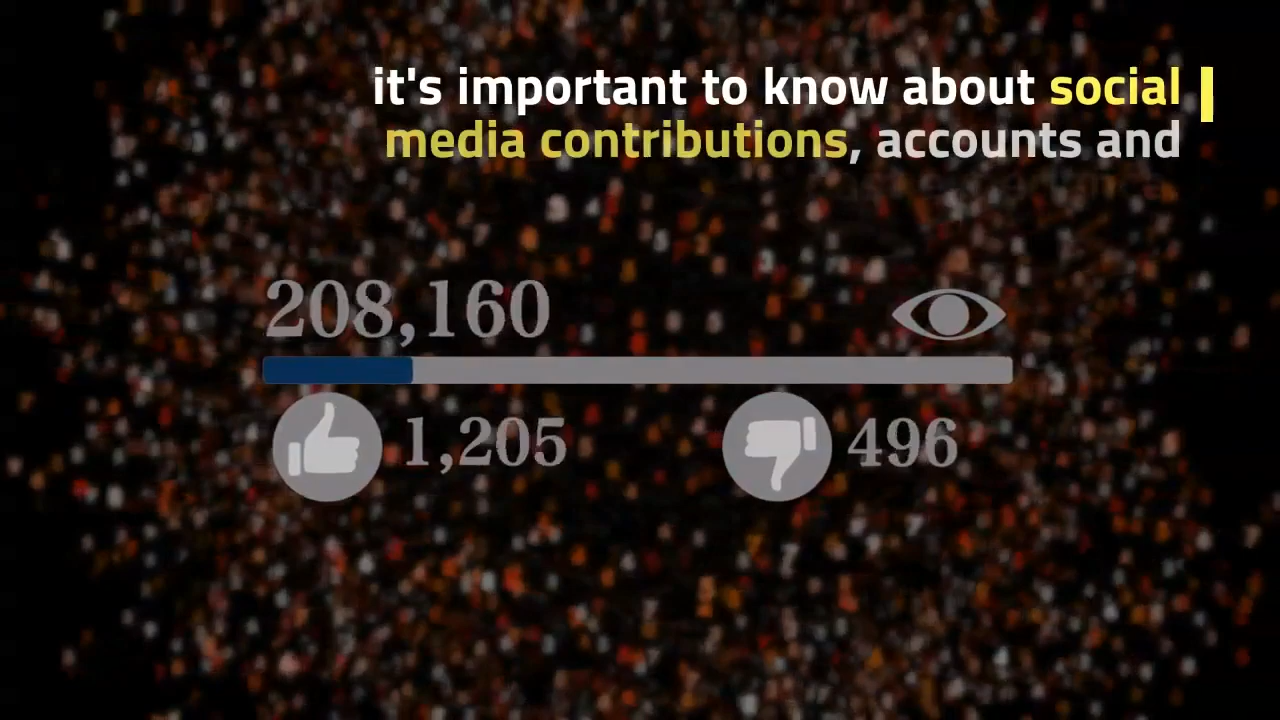 it's important to know about social
media contributions, accounts and
208,160
1,205
496